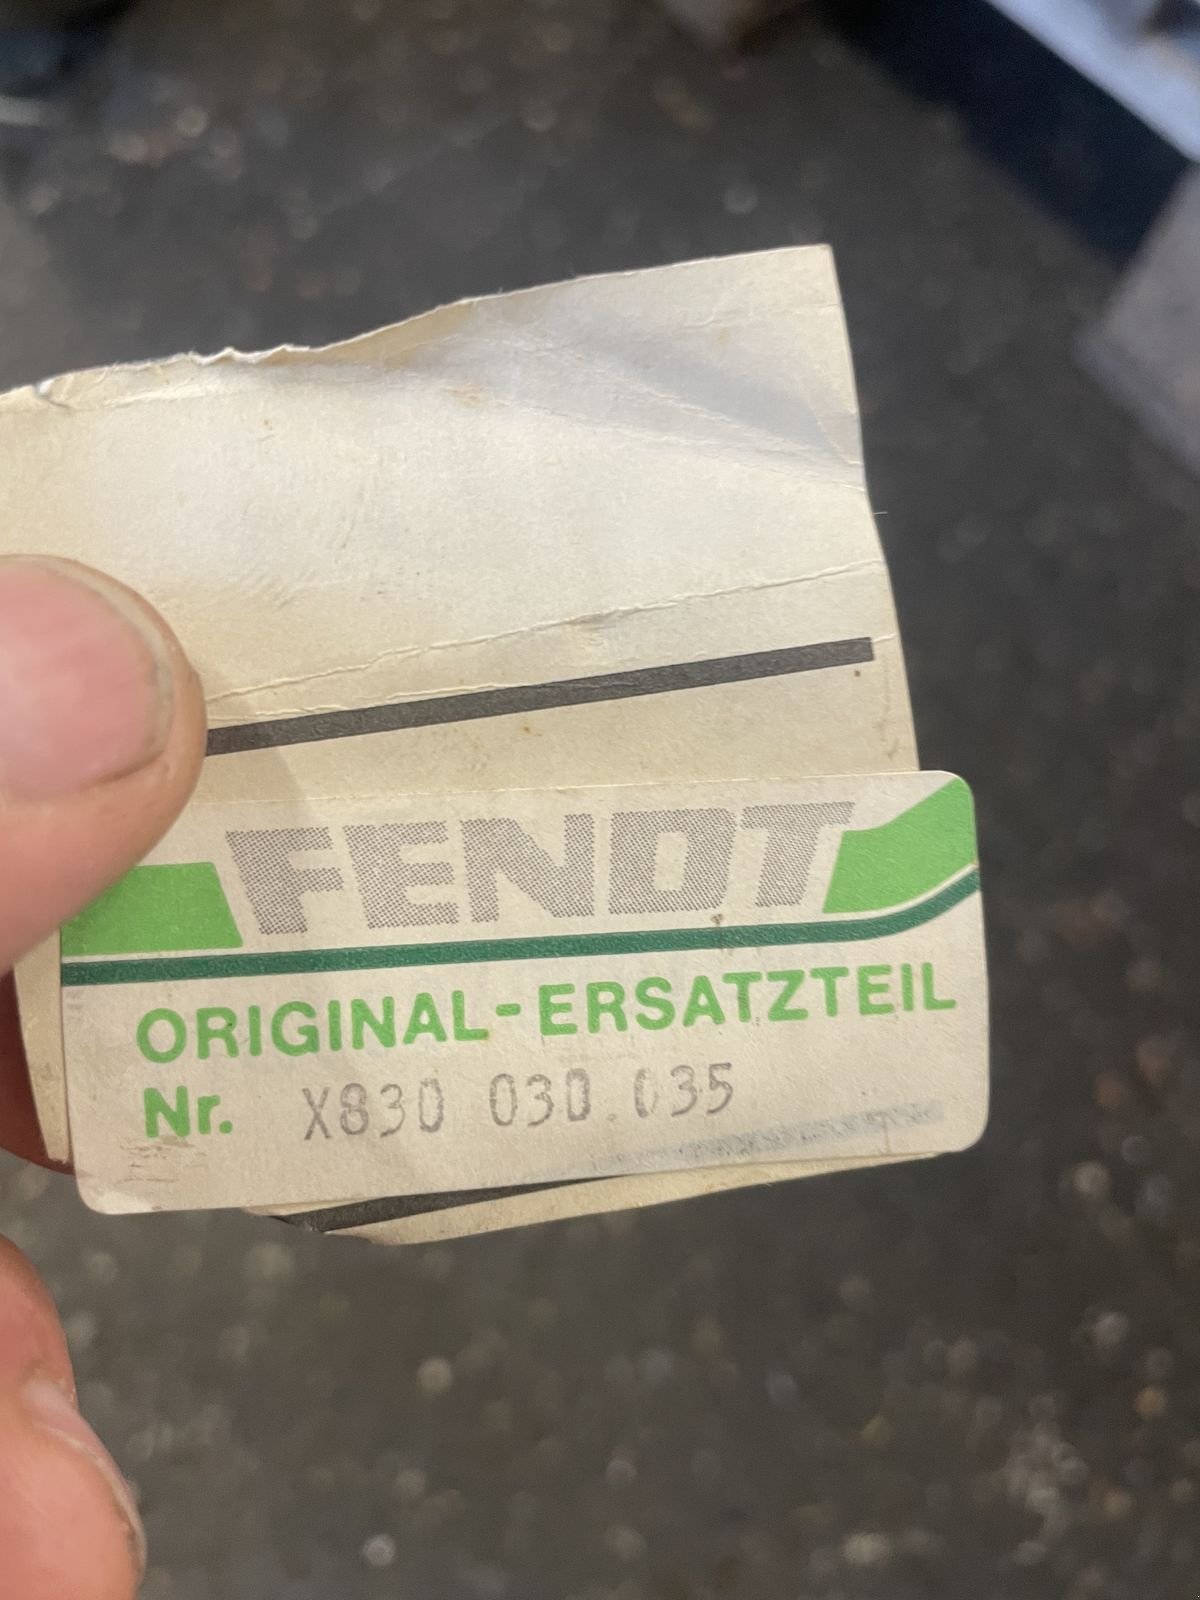 FENDT
ORIGINAL-ERSATZTEIL
Nr. X830 030 035